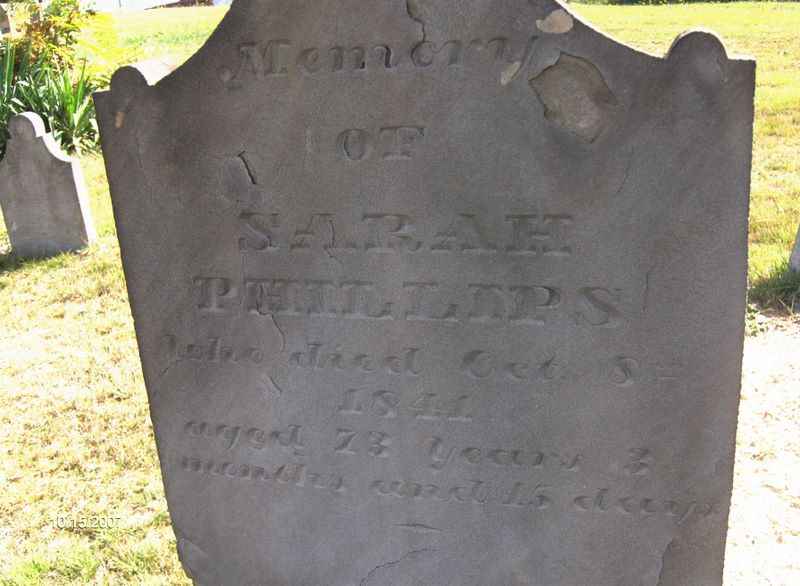 Memory
OF
SARAH
PHILLIPS
who died Oct. 8th
1841
aged 73 years 3
months and 15 days
10.15.2007